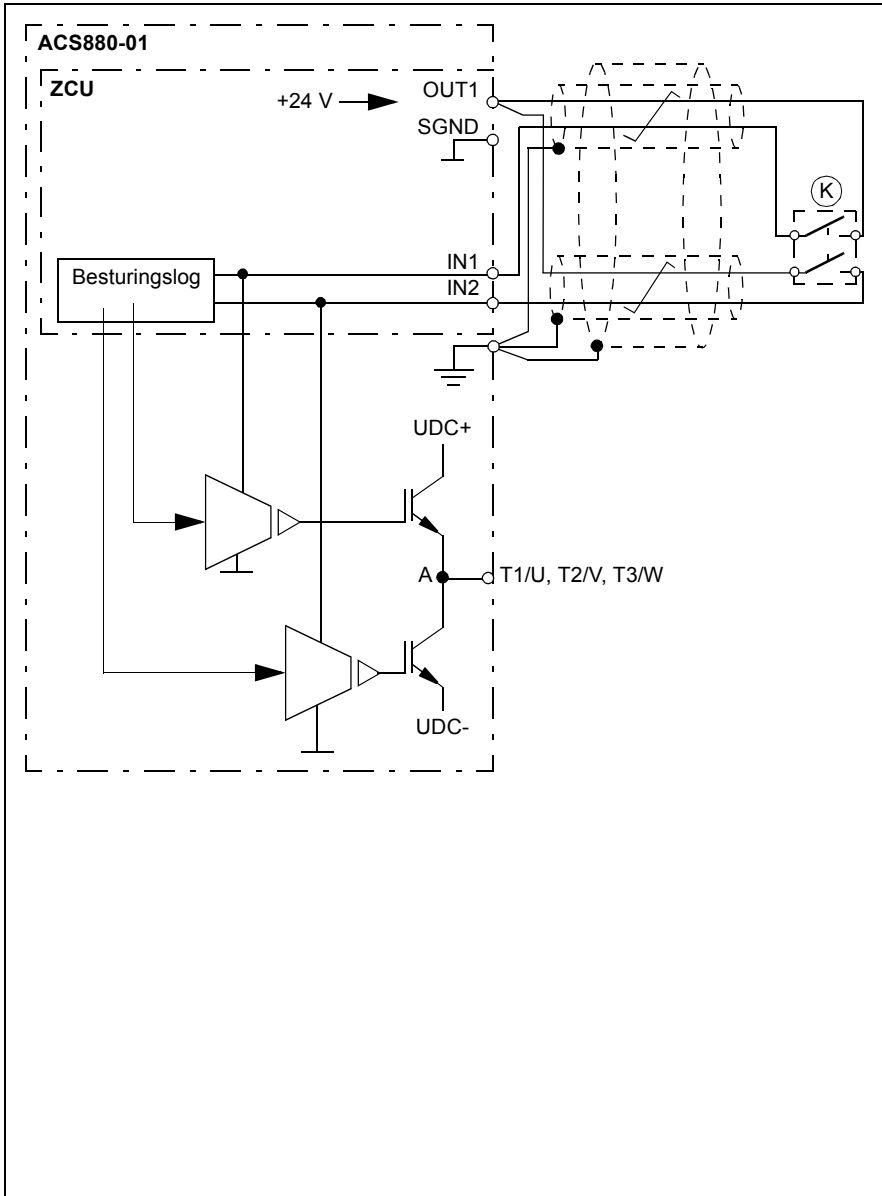 ACS880-01
ZCU
+24 V
OUT1
SGND
K
IN1
IN2
Besturingslog
UDC+
A
T1/U, T2/V, T3/W
UDC-